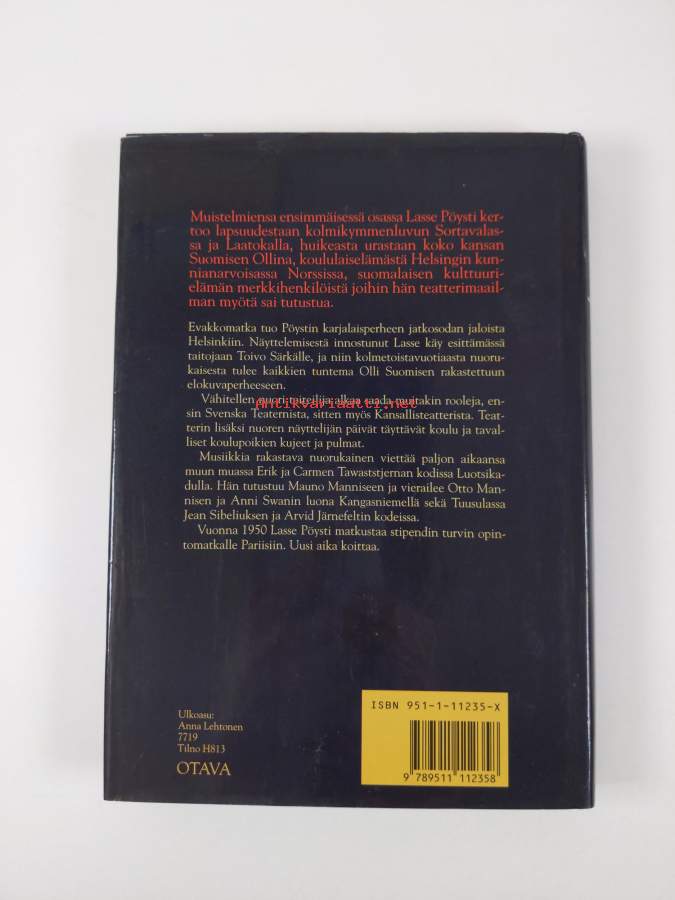 Muistelmiensa ensimmäisessä osassa Lasse Pöysti ker-
too lapsuudestaan kolmikymmenluvun Sortavalas-
sa ja Laatokalla, huikeasta urastaan koko kansan
Suomisen Ollina, koululaiselämästä Helsingin kun-
nianarvoisassa Norssissa, suomalaisen kulttuuri-
elämän merkkihenkilöistä joihin hän teatterimaail-
man myötä sai tutustua.
Evakkomatka tuo Pöystin karjalaisperheen jatkosodan jaloista
Helsinkiin. Näyttelemisestä innostunut Lasse käy esittämässä
taitojaan Toivo Särkälle, ja niin kolmetoistavuotiaasta nuoru-
kaisesta tulee kaikkien tuntema Olli Suomisen rakastettuun
elokuvaperheeseen.
Vähitellen nuori taiteilija alkaa saada muitakin rooleja, en-
Antikvariaatti.net
sin Svenska Teaternista, sitten myös Kansallisteatterista. Teat-
terin lisäksi nuoren näyttelijän päivät täyttävät koulu ja taval-
liset koulupoikien kujeet ja pulmat.
Musiikkia rakastava nuorukainen viettää paljon aikaansa
muun muassa Erik ja Carmen Tawaststjernan kodissa Luotsika-
dulla. Hän tutustuu Mauno Manniseen ja vierailee Otto Man-
nisen ja Anni Swanin luona Kangasniemellä sekä Tuusulassa
Jean Sibeliuksen ja Arvid Järnefeltin kodeissa.
Vuonna 1950 Lasse Pöysti matkustaa stipendin turvin opin-
tomatkalle Pariisiin. Uusi aika koittaa.
Ulkoasu:
Anna Lehtonen
7719
Tilno H813
OTAVA
ISBN 951-1-11235-X
9 789511 112358